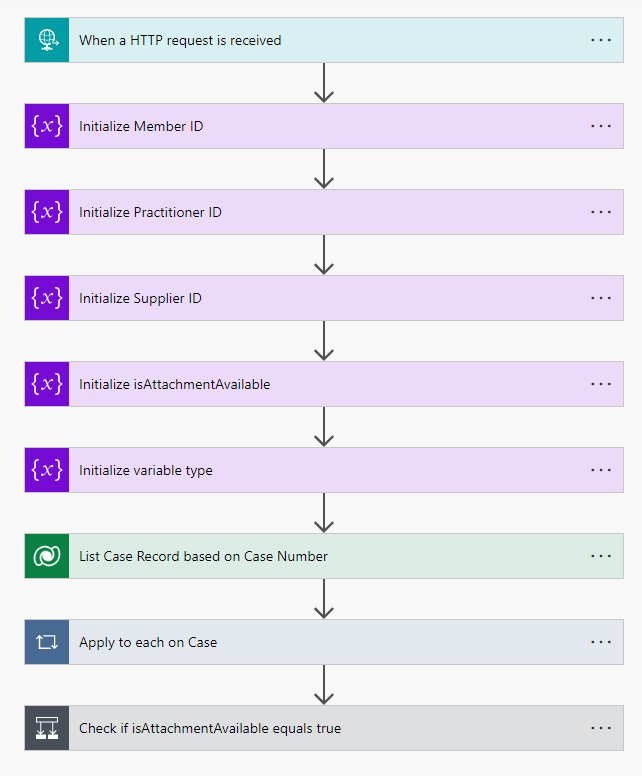 When a HTTP request is received
{x} Initialize Member ID
{x} Initialize Practitioner ID
{x} Initialize Supplier ID
{x} Initialize isAttachmentAvailable
{x} Initialize variable type
List Case Record based on Case Number
Apply to each on Case
Check if isAttachmentAvailable equals true